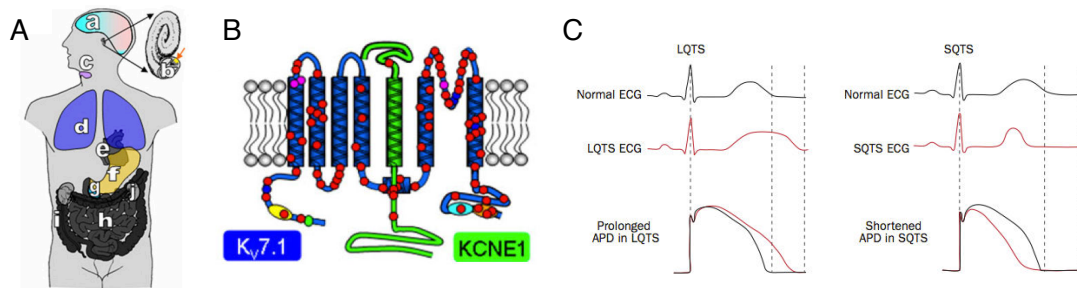 A
a
b
c
d
e
f
g
j
i
h
B
Kv7.1
KCNE1
C
LQTS
SQTS
Normal ECG
Normal ECG
LQTS ECG
SQTS ECG
Prolonged
APD in LQTS
Shortened
APD in SQTS